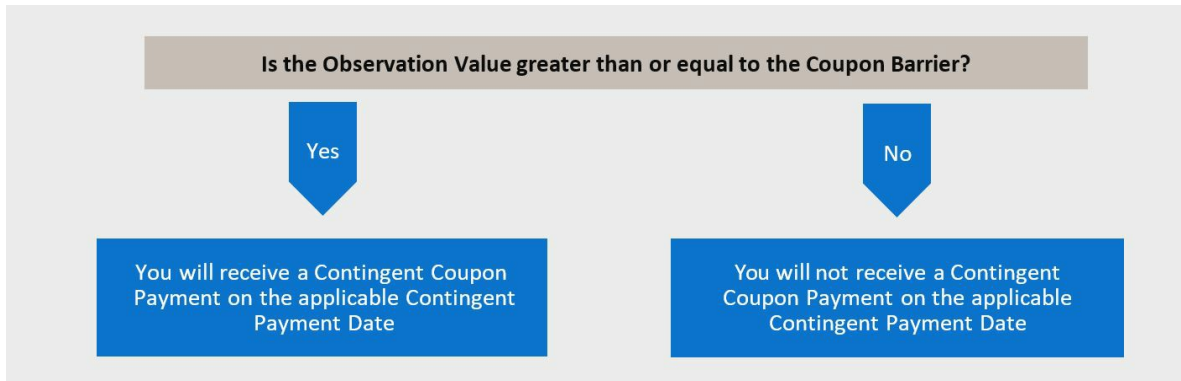 Is the Observation Value greater than or equal to the Coupon Barrier?
Yes
No
You will receive a Contingent Coupon
Payment on the applicable Contingent
Payment Date
You will not receive a Contingent
Coupon Payment on the applicable
Contingent Payment Date